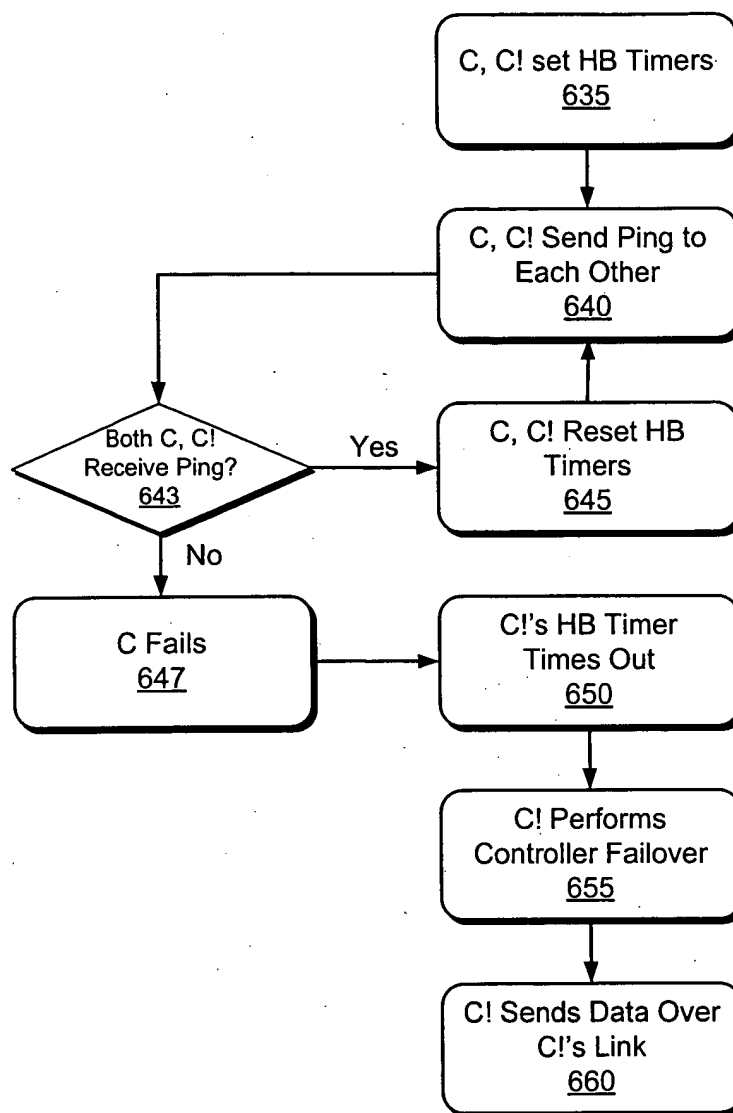 C, C! set HB Timers
635
C, C! Send Ping to
Each Other
640
Both C, C!
Receive Ping?
643
Yes
C, C! Reset HB
Timers
645
No
C Fails
647
C!'s HB Timer
Times Out
650
C! Performs
Controller Failover
655
C! Sends Data Over
C!'s Link
660